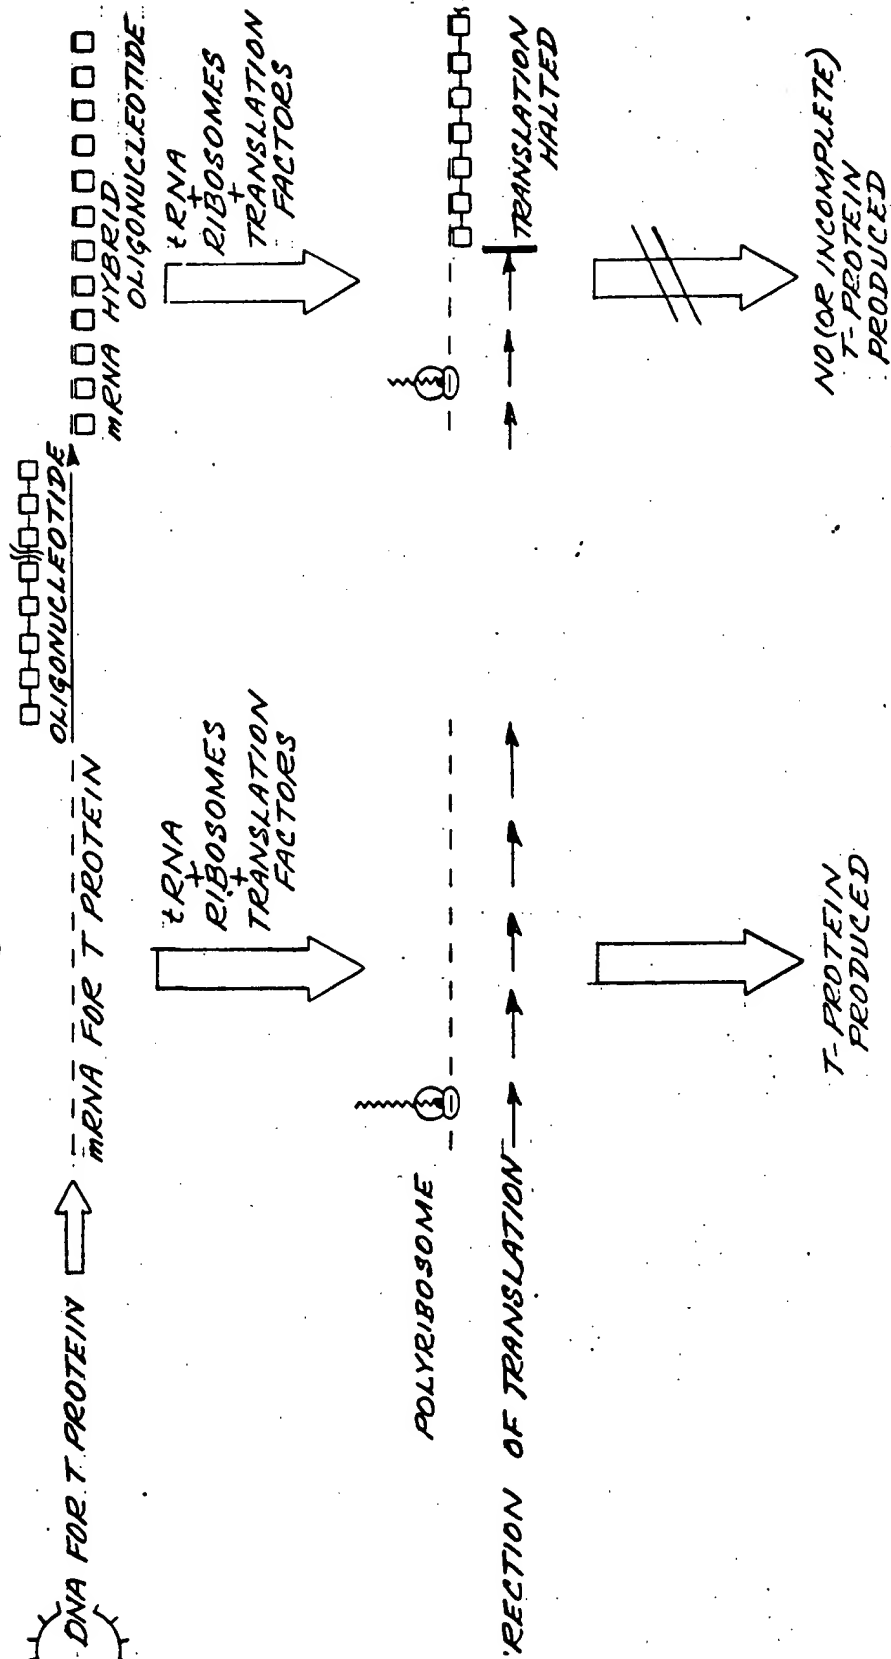 DNA FOR T PROTEIN
mRNA FOR T PROTEIN
OLIGONUCLEOTIDE
mRNA HYBRID
OLIGONUCLEOTIDE
tRNA
+
RIBOSOMES
+
TRANSLATION
FACTORS
tRNA
+
RIBOSOMES
+
TRANSLATION
FACTORS
POLYRIBOSOME
RECTION OF TRANSLATION
TRANSLATION
HALTED
T-PROTEIN
PRODUCED
NO (OR INCOMPLETE)
T-PROTEIN
PRODUCED